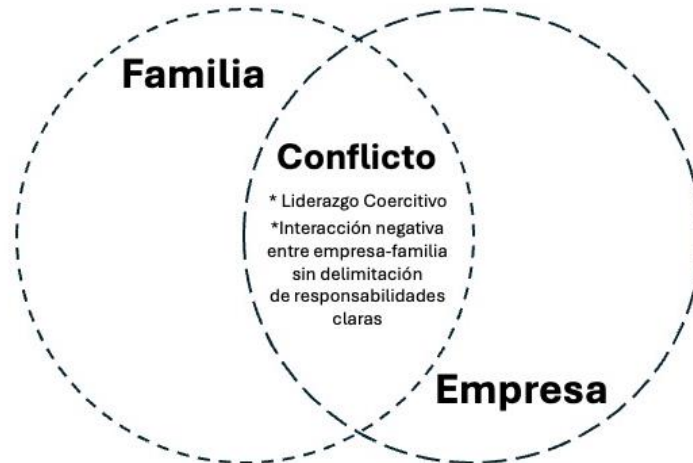 Familia
Conflicto
* Liderazgo Coercitivo
*Interacción negativa
entre empresa-familia
sin delimitación
de responsabilidades
claras
Empresa